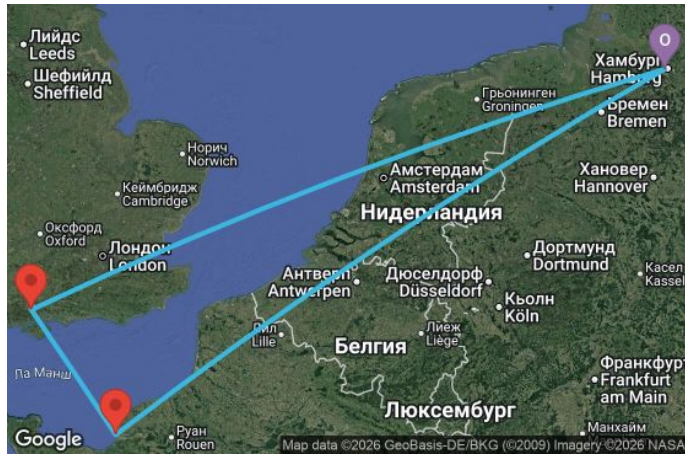 Лийдс
Leeds
Шефийлд
Sheffield
O
Хамбург
Hamburg
Грьонинген
Groningen
Бремен
Bremen
Норич
Norwich
Амстердам
Amsterdam
Хановер
Hannover
Кеймбридж
Cambridge
Нидерландия
Оксфорд
Oxford
Лондон
London
Дортмунд
Dortmund
Антверп
Antwerpen
Дюселдорф
Düsseldorf
Касел
Kassel
Кьолн
Köln
Лил
Lille
Лиеж
Liège
Белгия
Ла Манш
Франкфурт
Frankfurt
am Main
Люксембург
Руан
Rouen
Манхайм
Google
Map data ©2026 GeoBasis-DE/BKG (©2009) Imagery ©2026 NASA